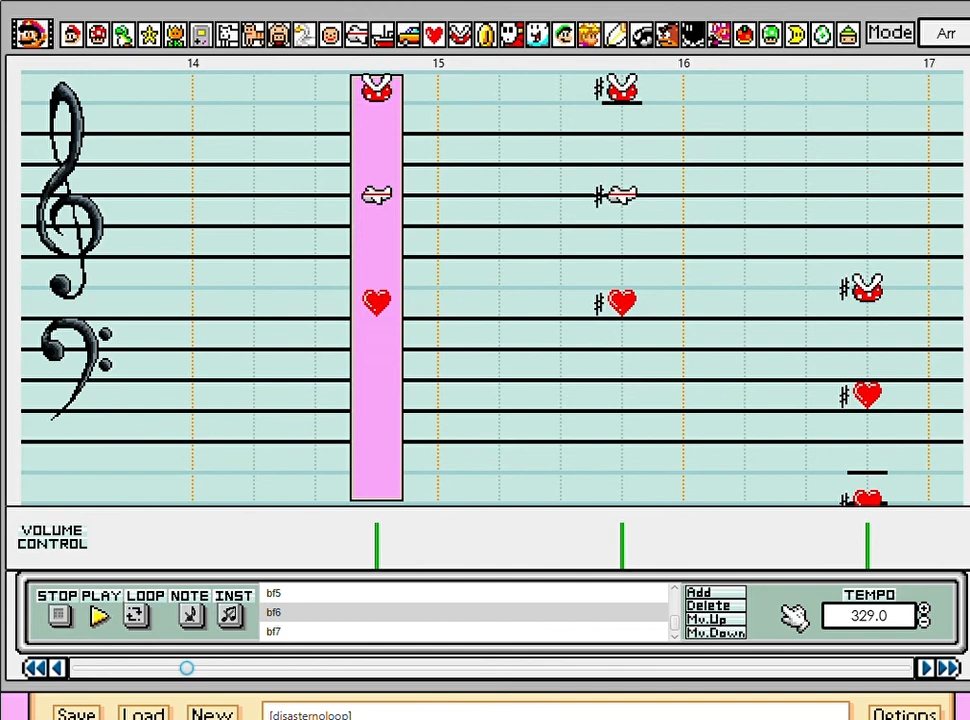 Mode
Arr
14 15 16 17
VOLUME
CONTROL
STOP PLAY LOOP NOTE INST
bf5
bf6
bf7
Add
Delete
Mv.Up
Mv.Down
TEMPO
329.0
Save Load New
[disasternoloop]
Options